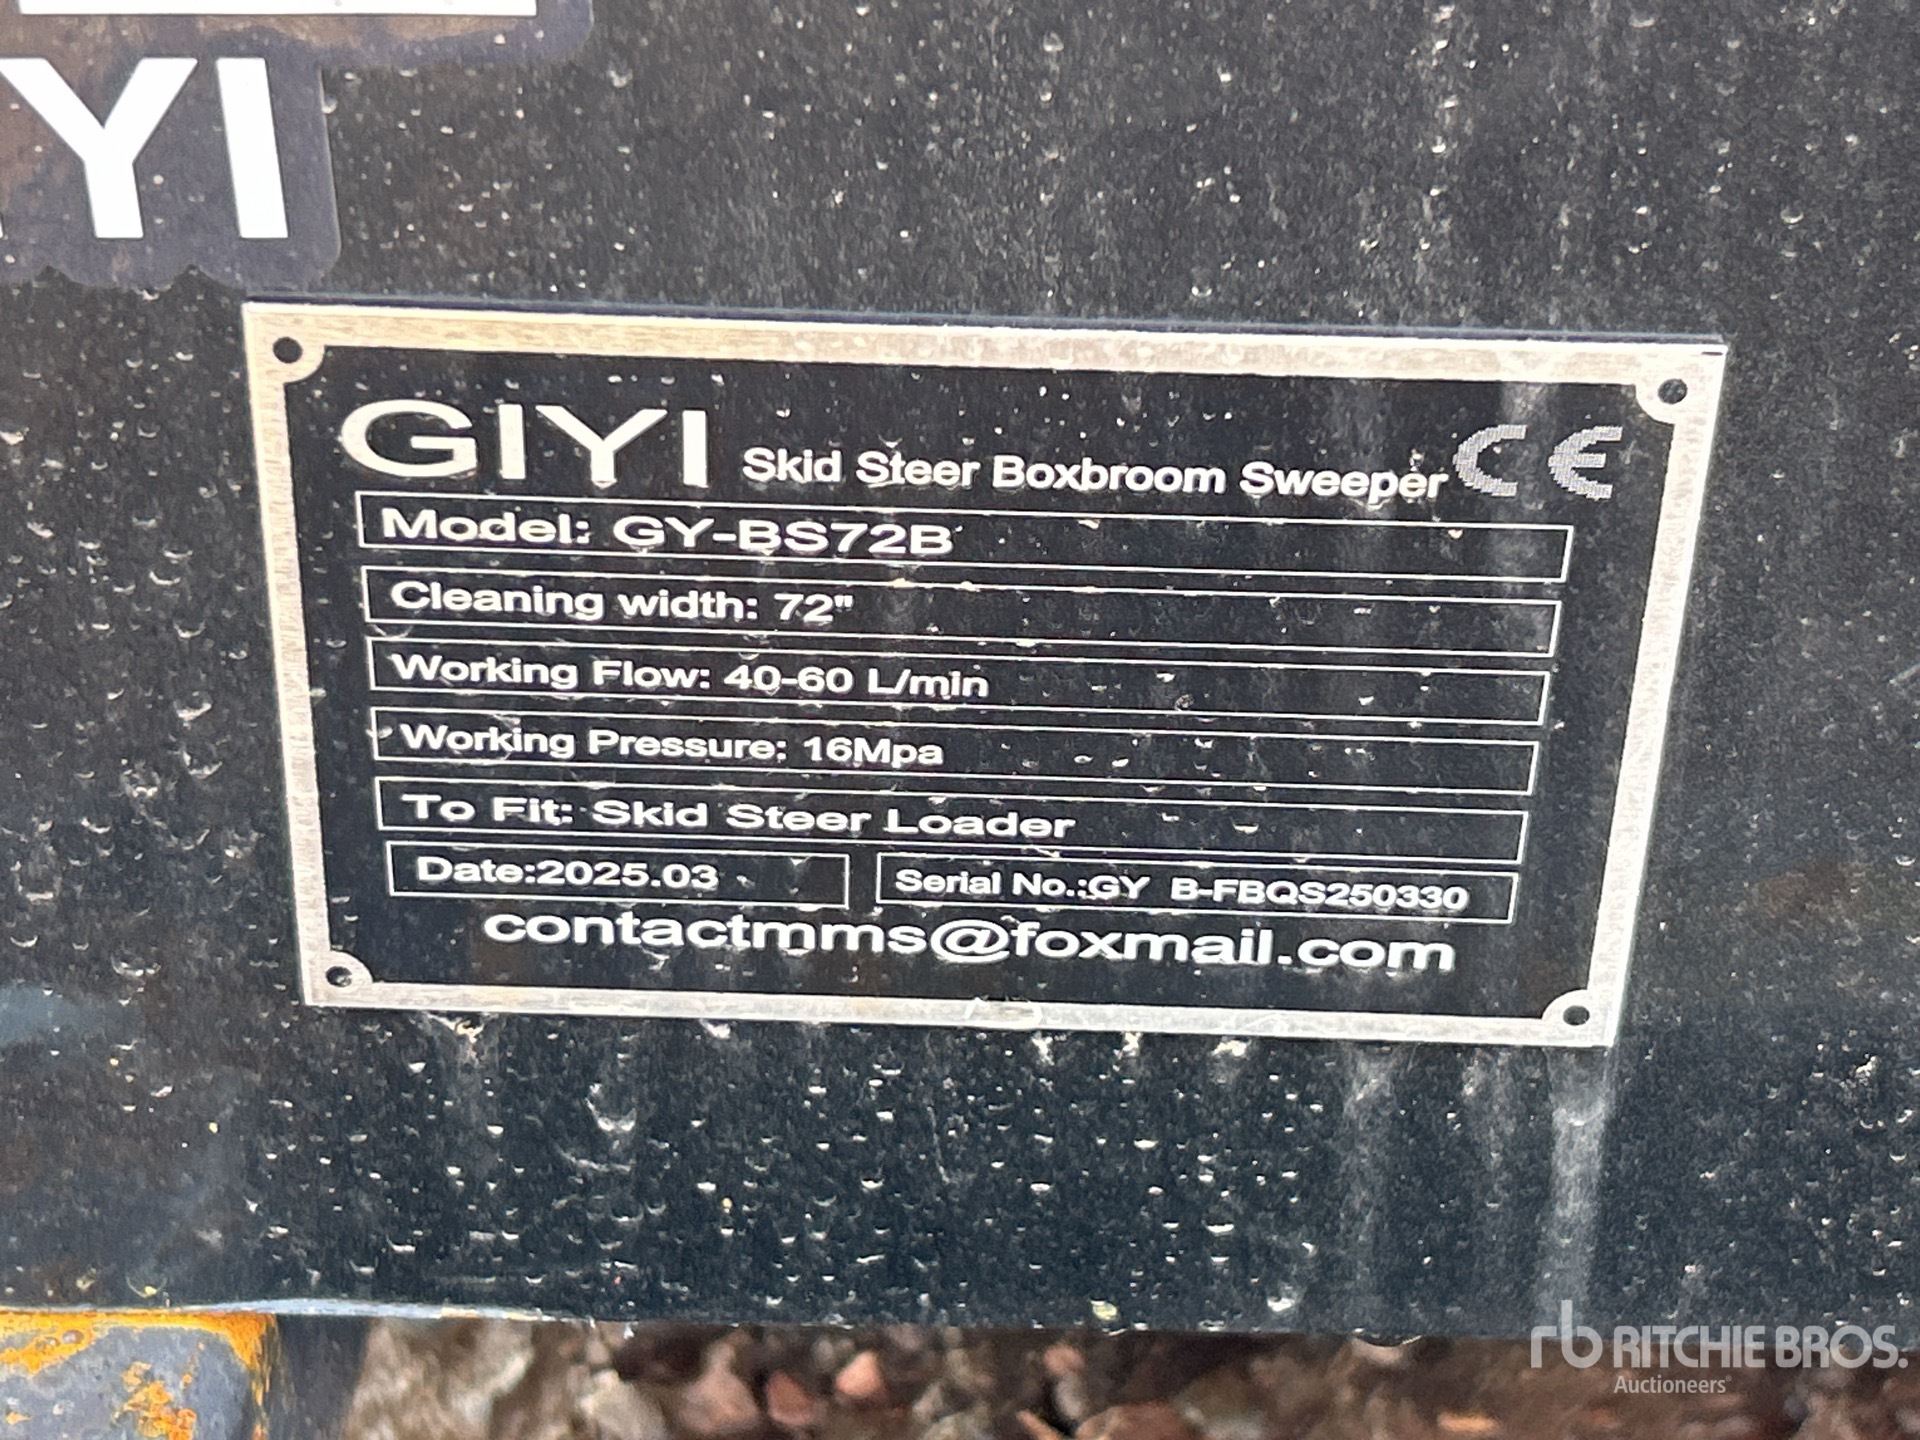 YI
GIYI Skid Steer Boxbroom Sweeper CE
Model: GY-BS72B
Cleaning width: 72"
Working Flow: 40-60 L/min
Working Pressure: 16Mpa
To Fit: Skid Steer Loader
Date:2025.03 Serial No.:GY B-FBQS250330
contactmms@foxmail.com
rb RITCHIE BROS.
Auctioneers